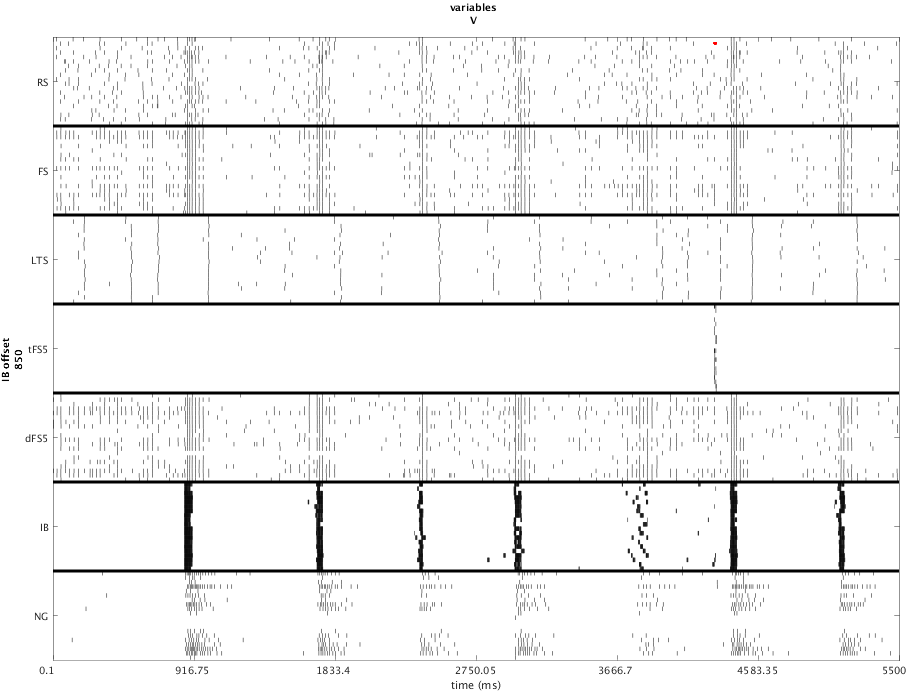 variables
V
RS
FS
LTS
tFS5
dFS5
IB
NG
IB offset
850
0.1 916.75 1833.4 2750.05 3666.7 4583.35 5500
time (ms)